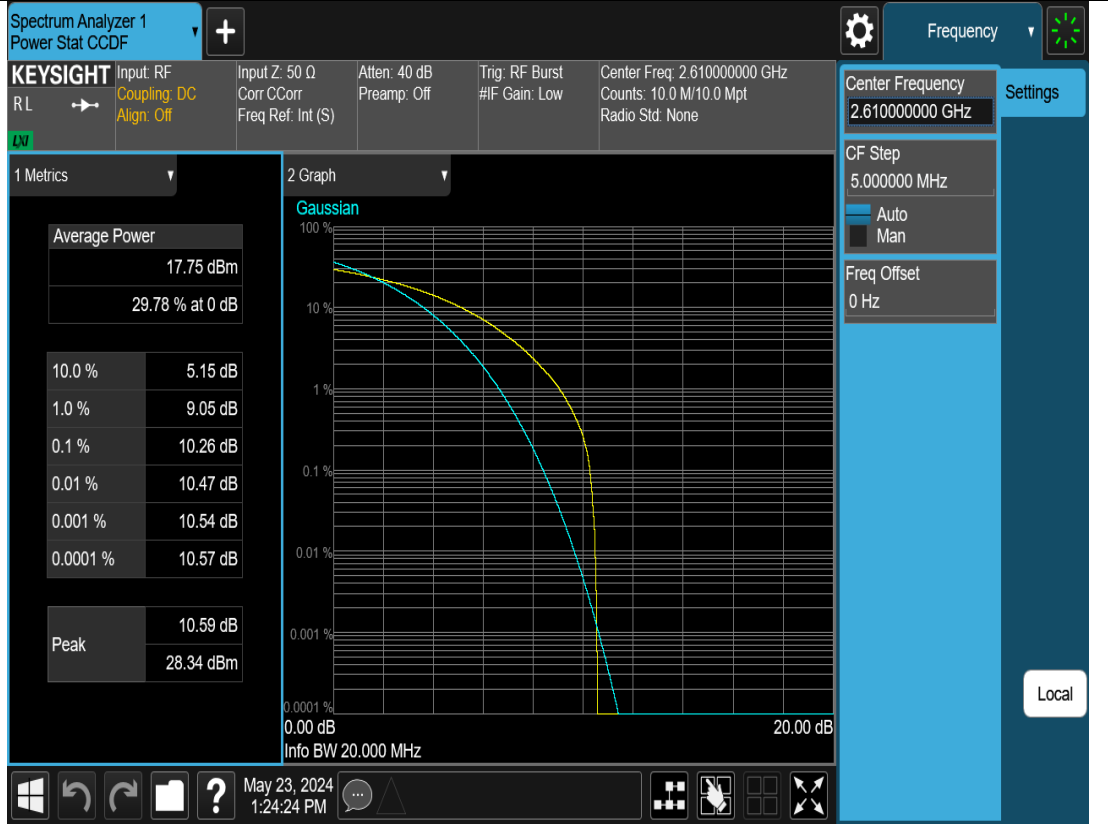 Spectrum Analyzer 1
Power Stat CCDF
+
Frequency
KEYSIGHT
R L
LXI
Input: RF
Coupling: DC
Align: Off
Input Z: 50 Ω
Corr CCorr
Freq Ref: Int (S)
Atten: 40 dB
Preamp: Off
Trig: RF Burst
#IF Gain: Low
Center Freq: 2.610000000 GHz
Counts: 10.0 M/10.0 Mpt
Radio Std: None
Center Frequency
2.610000000 GHz
Settings
CF Step
5.000000 MHz
Auto
Man
Freq Offset
0 Hz
1 Metrics
Average Power
17.75 dBm
29.78 % at 0 dB
10.0 % 5.15 dB
1.0 % 9.05 dB
0.1 % 10.26 dB
0.01 % 10.47 dB
0.001 % 10.54 dB
0.0001 % 10.57 dB
Peak
10.59 dB
28.34 dBm
2 Graph
Gaussian
100 %
10 %
1 %
0.1 %
0.01 %
0.001 %
0.0001 %
0.00 dB 20.00 dB
Info BW 20.000 MHz
Local
?
May 23, 2024
1:24:24 PM